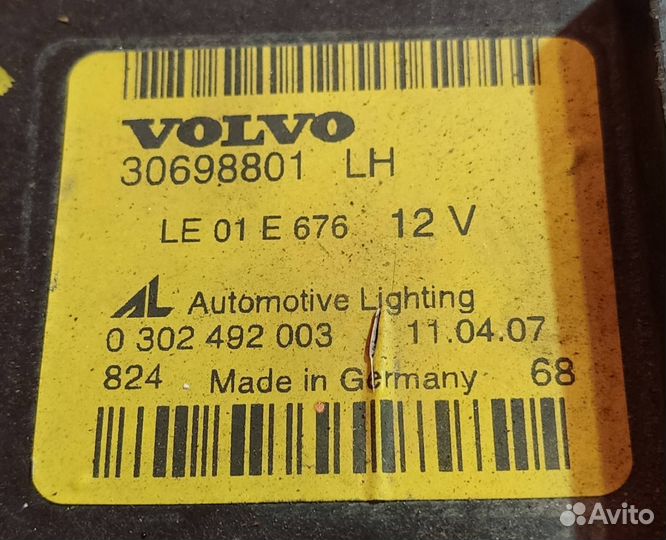 VOLVO
30698801 LH
LE 01 E 676 12 V
AL Automotive Lighting
0 302 492 003 11.04.07
824 Made in Germany 68
Avito